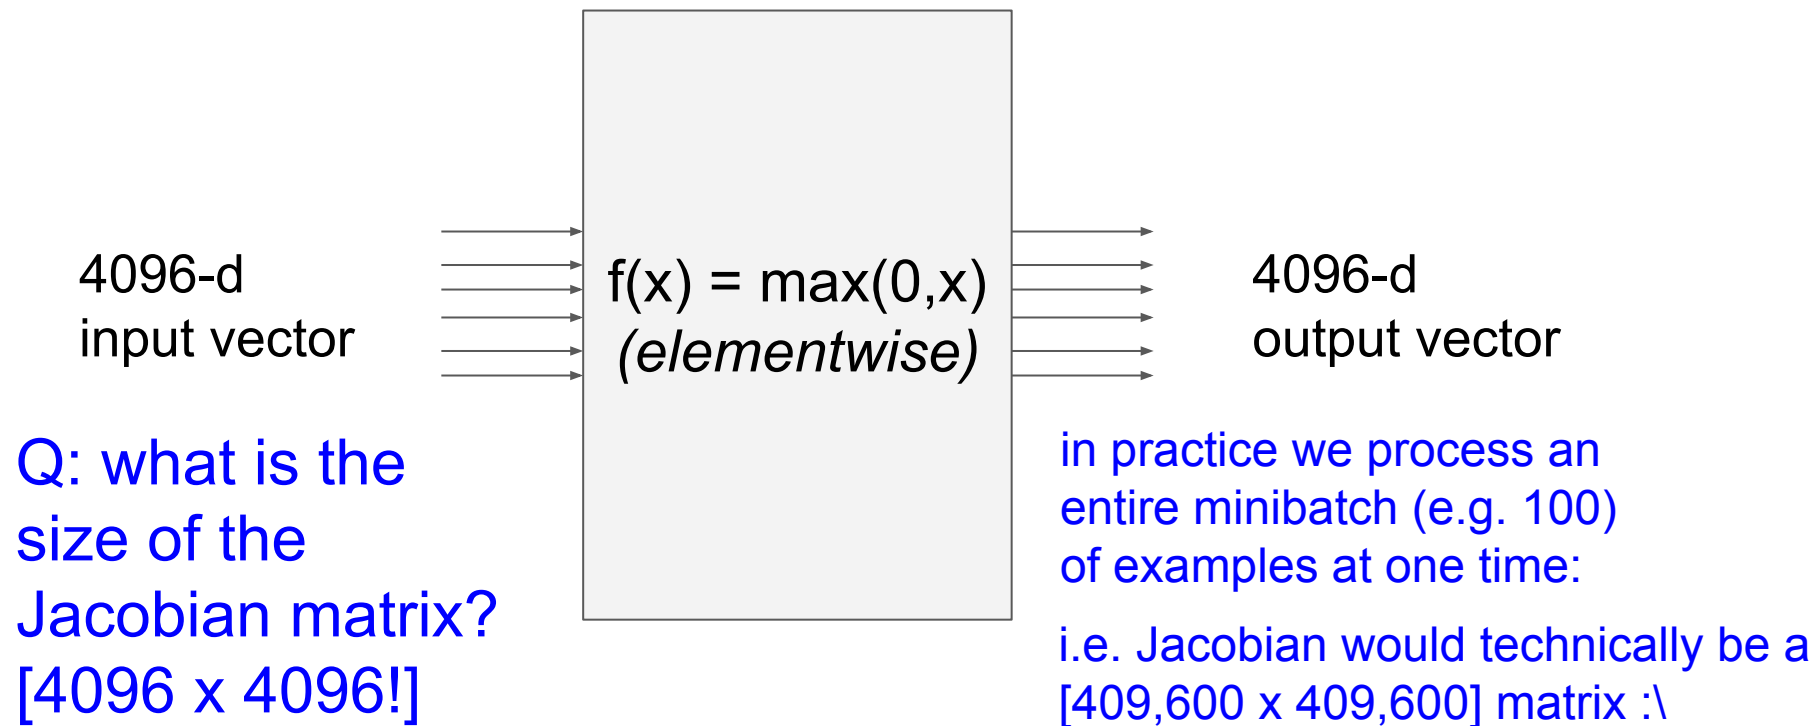 4096-d
input vector
f(x) = max(0,x)
(elementwise)
4096-d
output vector
Q: what is the
size of the
Jacobian matrix?
[4096 x 4096!]
in practice we process an
entire minibatch (e.g. 100)
of examples at one time:
i.e. Jacobian would technically be a
[409,600 x 409,600] matrix :\